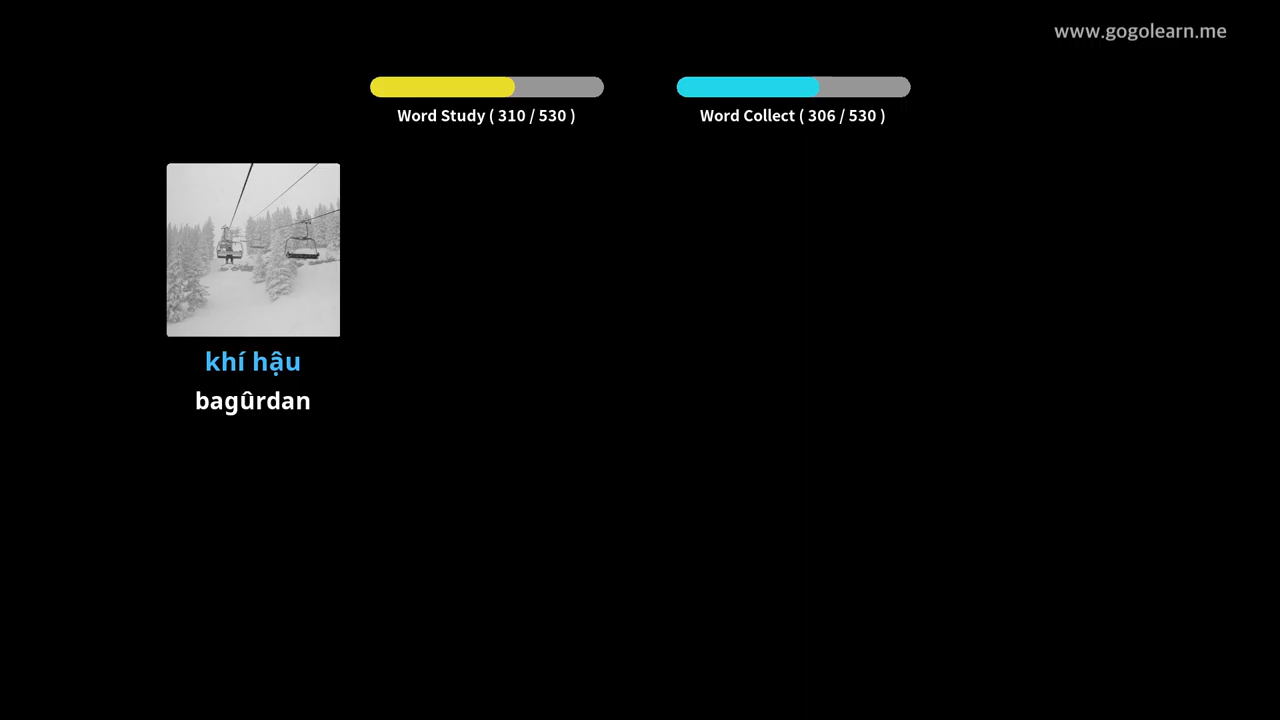 www.gogolearn.me
Word Study ( 310 / 530 )
Word Collect ( 306 / 530 )
khí hậu
bagûrdan